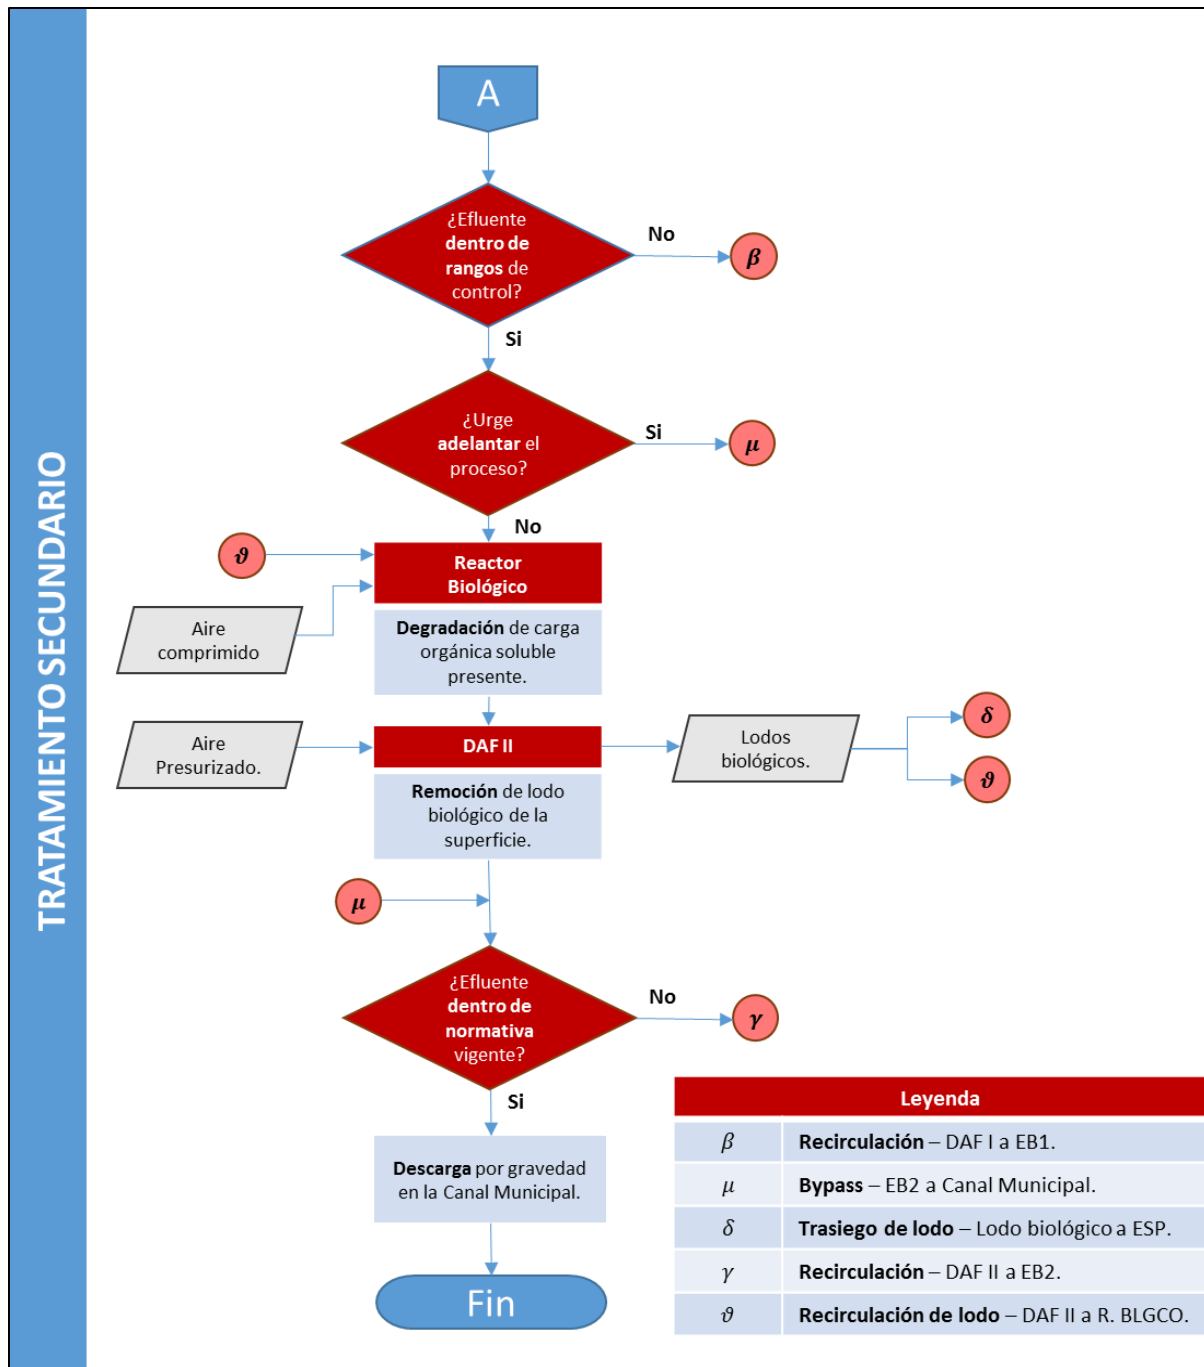 TRATAMIENTO SECUNDARIO
A
¿Efluente
dentro de
rangos de
control?
No
β
Si
¿Urge
adelantar el
proceso?
Si
μ
No
ϑ
Reactor
Biológico
Aire
comprimido
Degradación de carga
orgánica soluble
presente.
Aire
Presurizado.
DAF II
Lodos
biológicos.
δ
ϑ
Remoción de lodo
biológico de la
superficie.
μ
¿Efluente
dentro de
normativa
vigente?
No
γ
Si
Descarga por gravedad
en la Canal Municipal.
Fin
Leyenda
β Recirculación – DAF I a EB1.
μ Bypass – EB2 a Canal Municipal.
δ Trasiego de lodo – Lodo biológico a ESP.
γ Recirculación – DAF II a EB2.
ϑ Recirculación de lodo – DAF II a R. BLGCO.